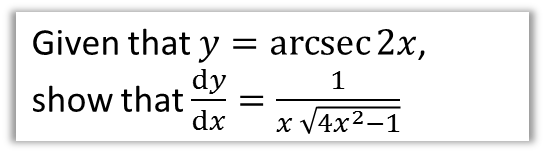 Given that y = arcsec 2x,
show that dy/dx = 1/(x √(4x²−1))